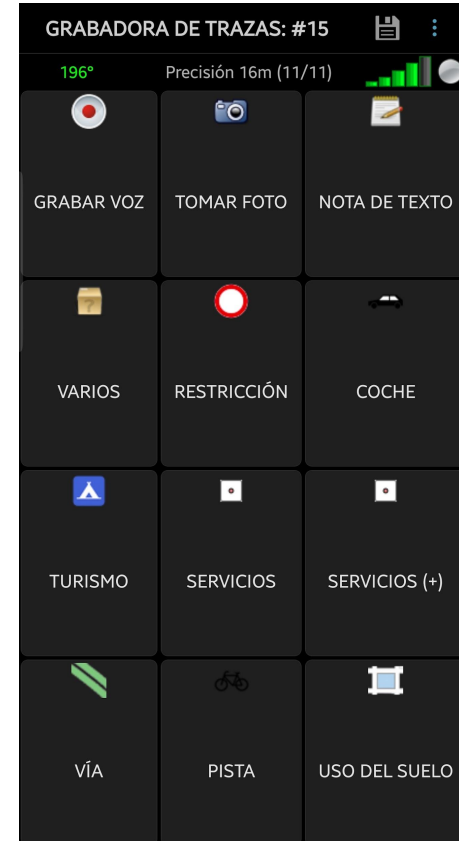 GRABADORA DE TRAZAS: #15
196° Precisión 16m (11/11)
GRABAR VOZ TOMAR FOTO NOTA DE TEXTO
VARIOS RESTRICCIÓN COCHE
TURISMO SERVICIOS SERVICIOS (+)
VÍA PISTA USO DEL SUELO